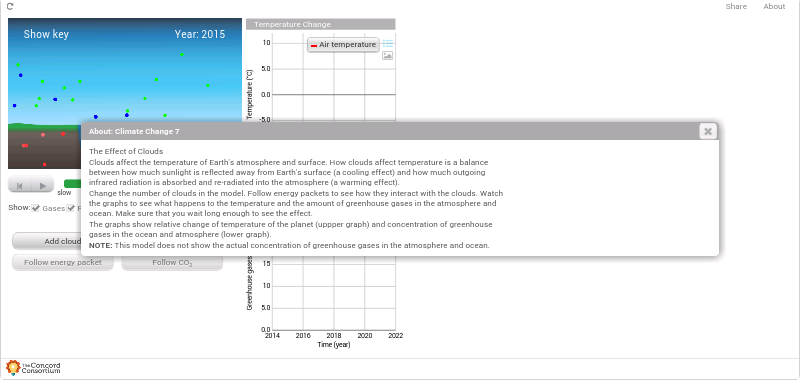 Share About
Show key Year: 2015
Temperature Change
Air temperature
10
5.0
0.0
-5.0
Temperature (°C)
About: Climate Change 7
The Effect of Clouds
Clouds affect the temperature of Earth's atmosphere and surface. How clouds affect temperature is a balance
between how much sunlight is reflected away from Earth's surface (a cooling effect) and how much outgoing
infrared radiation is absorbed and re-radiated into the atmosphere (a warming effect).
Change the number of clouds in the model. Follow energy packets to see how they interact with the clouds. Watch
the graphs to see what happens to the temperature and the amount of greenhouse gases in the atmosphere and
ocean. Make sure that you wait long enough to see the effect.
The graphs show relative change of temperature of the planet (uppper graph) and concentration of greenhouse
gases in the ocean and atmosphere (lower graph).
NOTE: This model does not show the actual concentration of greenhouse gases in the atmosphere and ocean.
slow
Show: Gases
Add cloud
Follow energy packet Follow CO₂
Greenhouse gases
15
10
5.0
0.0
2014 2016 2018 2020 2022
Time (year)
The Concord
Consortium